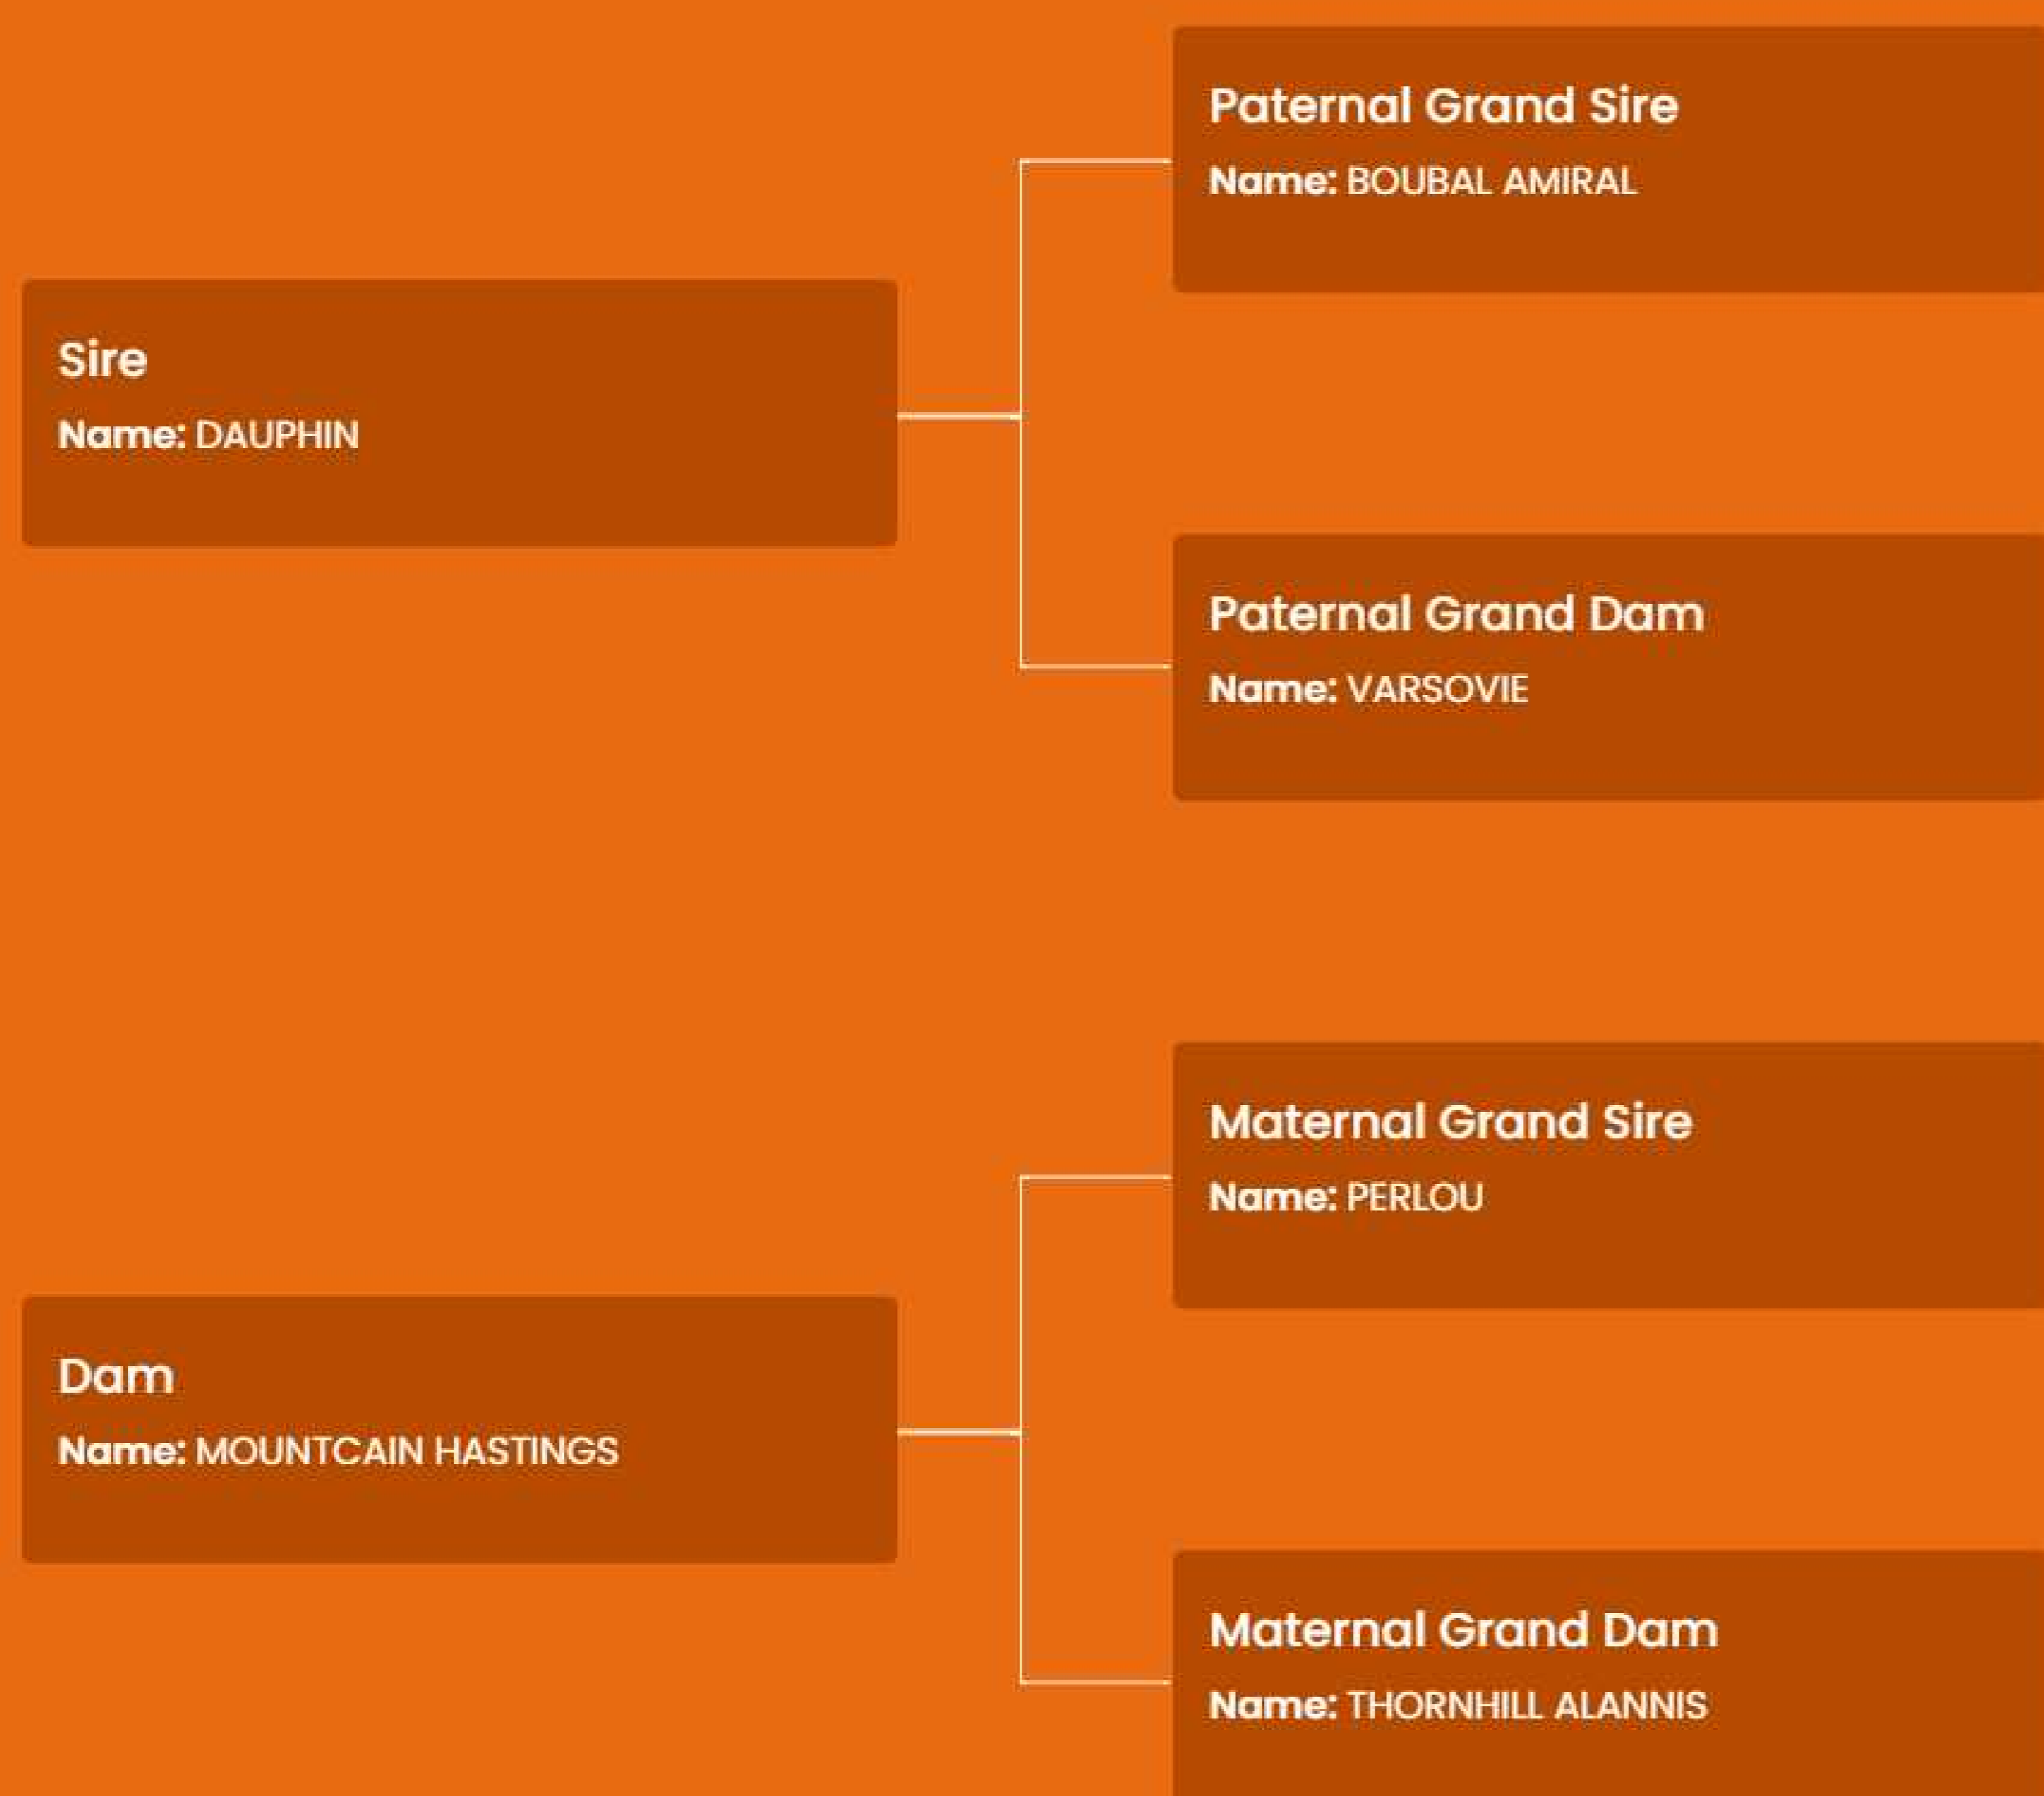 Paternal Grand Sire
Name: BOUBAL AMIRAL
Sire
Name: DAUPHIN
Paternal Grand Dam
Name: VARSOVIE
Maternal Grand Sire
Name: PERLOU
Dam
Name: MOUNTCAIN HASTINGS
Maternal Grand Dam
Name: THORNHILL ALANNIS